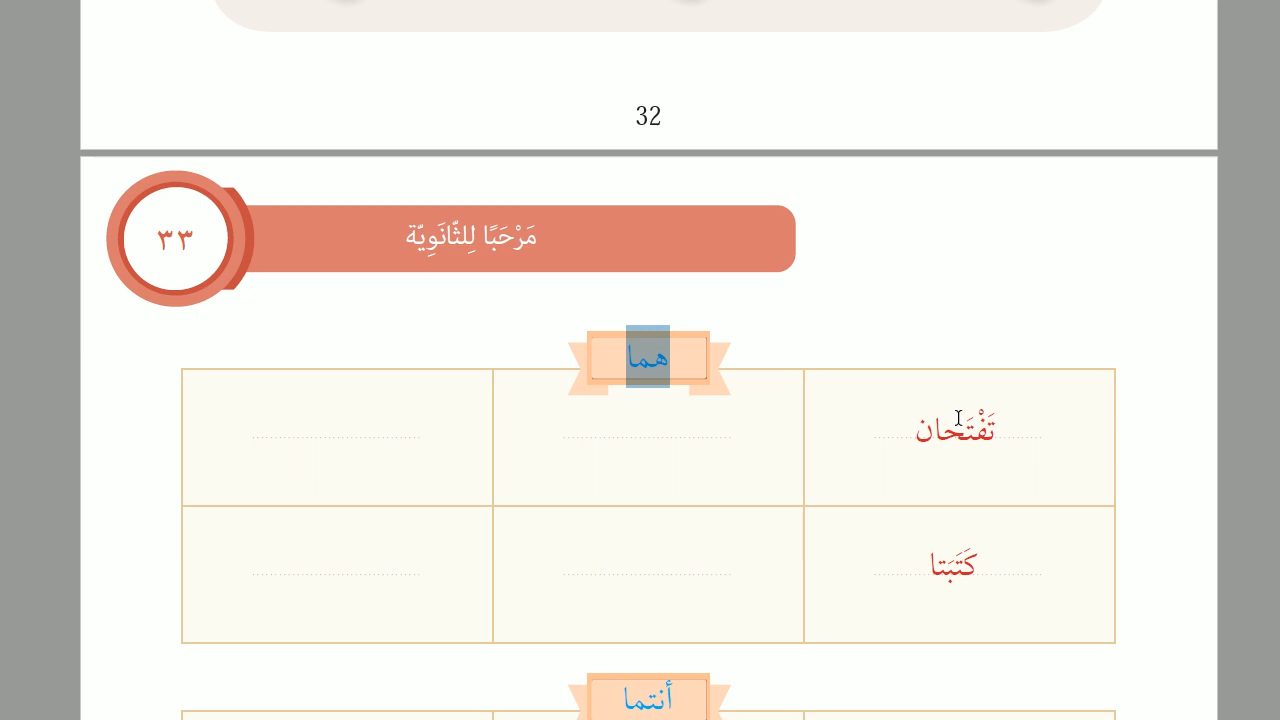 32
مَرْحَبًا لِلثّانَوِيّة
٣٣
هما
تَفْتَحان
كَتَبَتا
أنتما